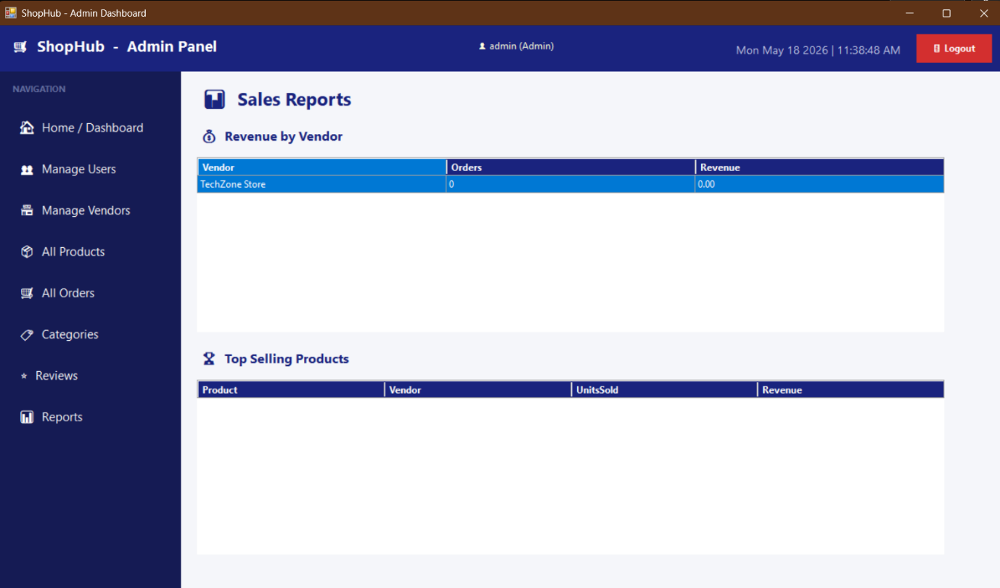 ShopHub - Admin Dashboard
ShopHub - Admin Panel
admin (Admin)
Mon May 18 2026 | 11:38:48 AM
Logout
NAVIGATION
Home / Dashboard
Manage Users
Manage Vendors
All Products
All Orders
Categories
Reviews
Reports
Sales Reports
Revenue by Vendor
Vendor Orders Revenue
TechZone Store 0 0.00
Top Selling Products
Product Vendor UnitsSold Revenue